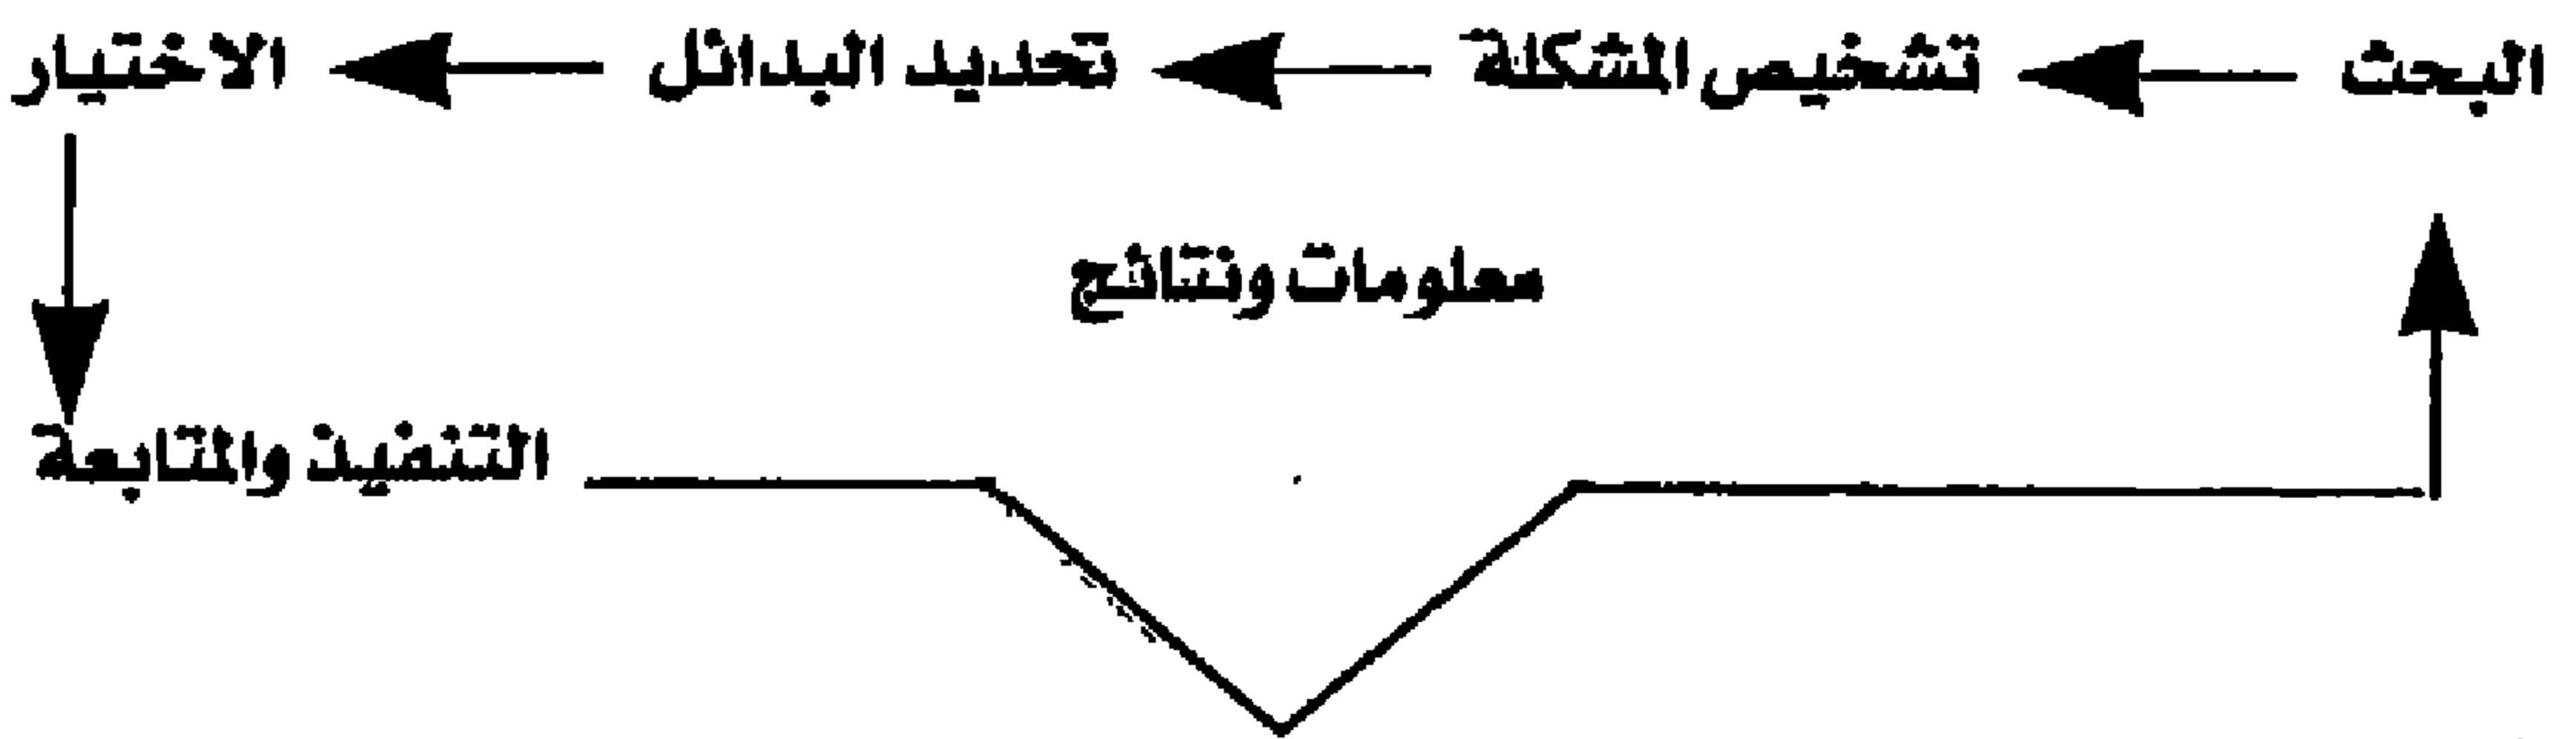 البحث تشخيص المشكلة تحديد البدائل الاختيار
معلومات ونتائج
التنفيذ والمتابعة